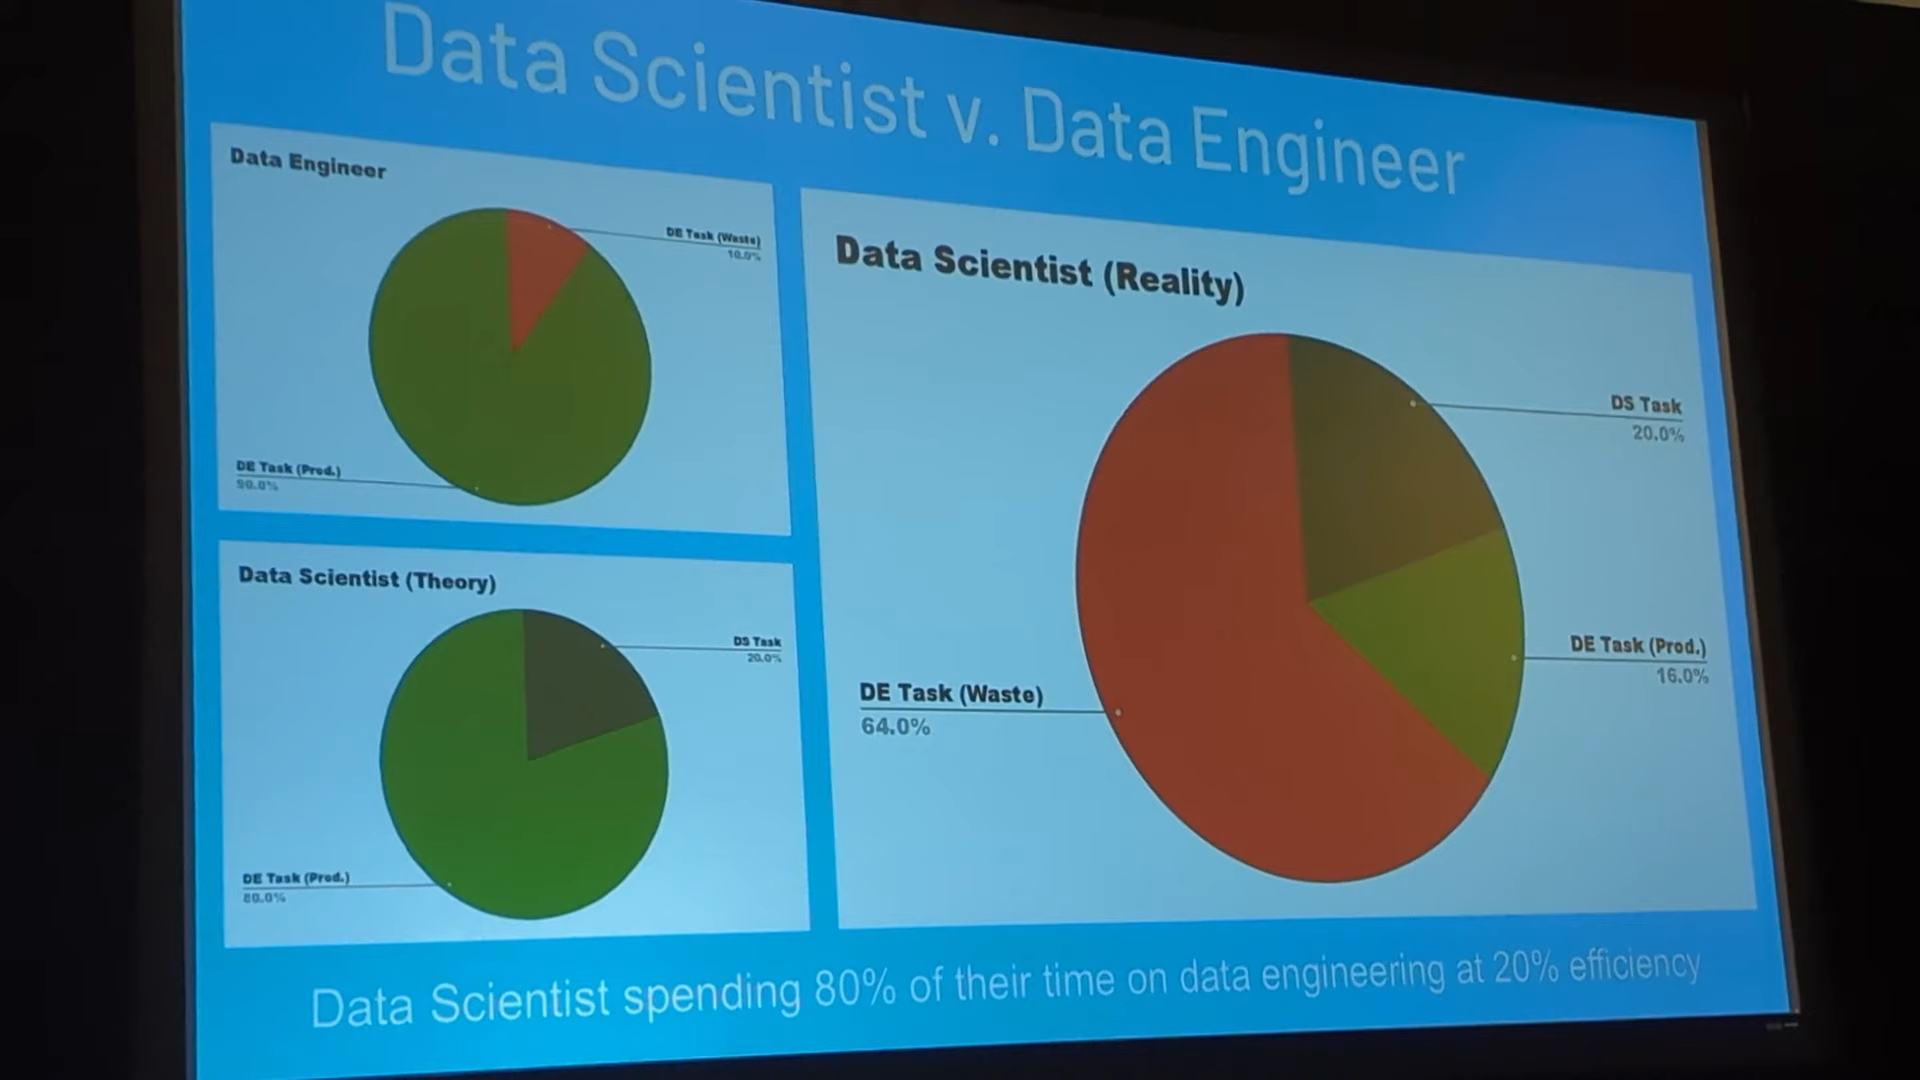 Data Scientist v. Data Engineer
Data Engineer
DE Task (Waste)
10.0%
DE Task (Prod.)
90.0%
Data Scientist (Theory)
DS Task
20.0%
DE Task (Prod.)
80.0%
Data Scientist (Reality)
DS Task
20.0%
DE Task (Prod.)
16.0%
DE Task (Waste)
64.0%
Data Scientist spending 80% of their time on data engineering at 20% efficiency